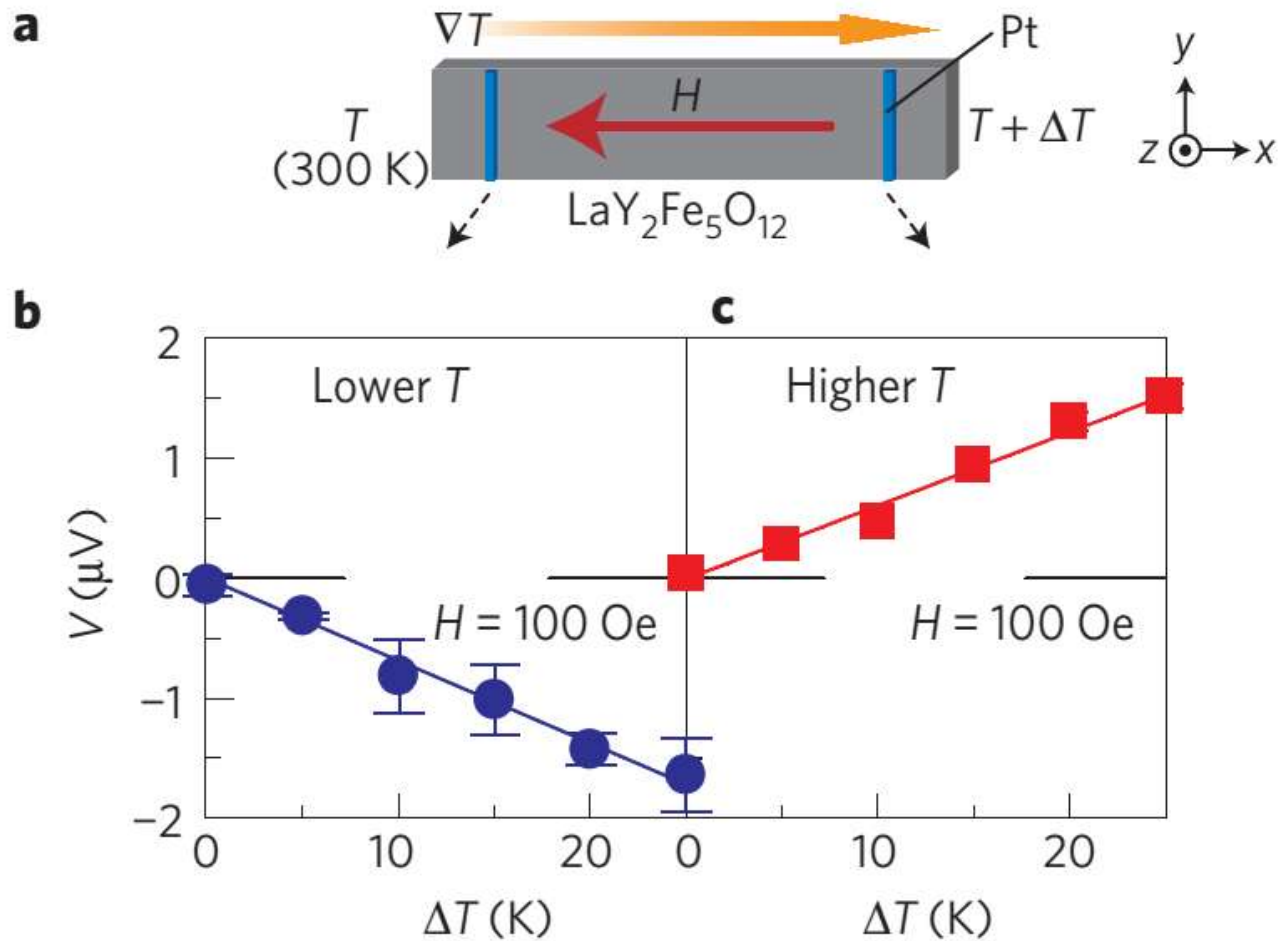 a
∇T
Pt
H
T
(300 K)
T + ΔT
LaY₂Fe₅O₁₂
y
z
x
b
c
Lower T
Higher T
2
1
0
−1
−2
V (μV)
H = 100 Oe
H = 100 Oe
0 10 20 0 10 20
ΔT (K)
ΔT (K)